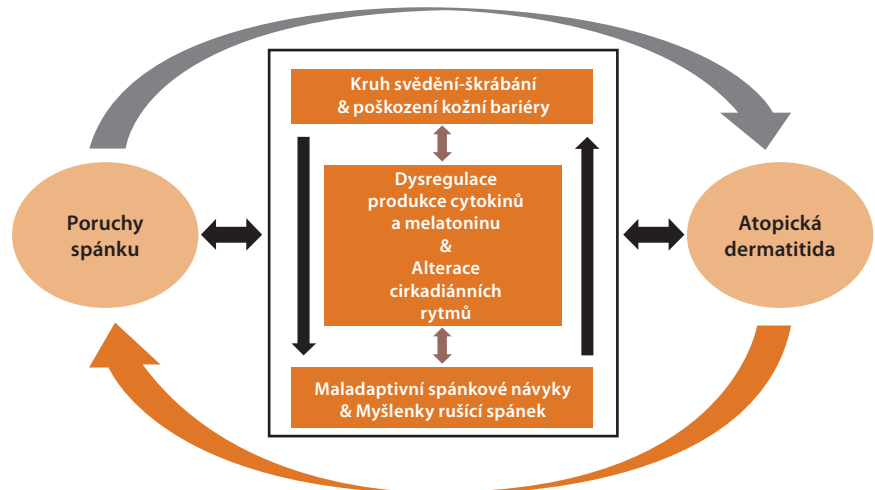 Kruh svědění-škrábání
& poškození kožní bariéry
Poruchy
spánku
Dysregulace
produkce cytokinů
a melatoninu
&
Alterace
cirkadiánních
rytmů
Atopická
dermatitida
Maladaptivní spánkové návyky
& Myšlenky rušící spánek